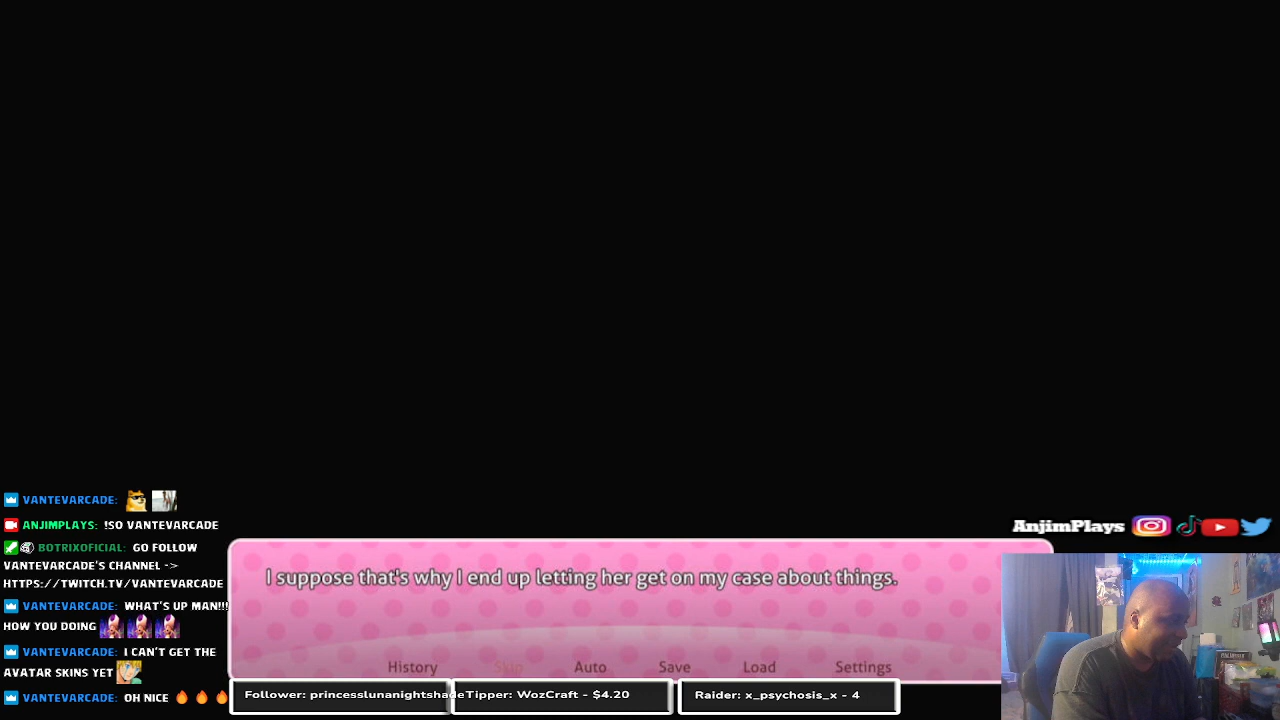 VANTEVARCADE:
ANJIMPLAYS: !SO VANTEVARCADE
BOTRIXOFICIAL: GO FOLLOW
VANTEVARCADE'S CHANNEL ->
HTTPS://TWITCH.TV/VANTEVARCADE
VANTEVARCADE: WHAT'S UP MAN!!!
HOW YOU DOING
VANTEVARCADE: I CAN'T GET THE
AVATAR SKINS YET
VANTEVARCADE: OH NICE
I suppose that's why I end up letting her get on my case about things.
History Skip Auto Save Load Settings
Follower: princesslunanightshade Tipper: WozCraft - $4.20 Raider: x_psychosis_x - 4
AnjimPlays